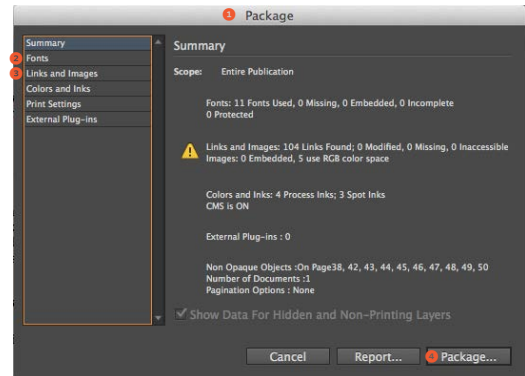 1 Package
Summary
2 Fonts
3 Links and Images
Colors and Inks
Print Settings
External Plug-ins
Summary
Scope: Entire Publication
Fonts: 11 Fonts Used, 0 Missing, 0 Embedded, 0 Incomplete
0 Protected
Links and Images: 104 Links Found; 0 Modified, 0 Missing, 0 Inaccessible
Images: 0 Embedded, 5 use RGB color space
Colors and Inks: 4 Process Inks; 3 Spot Inks
CMS is ON
External Plug-ins : 0
Non Opaque Objects :On Page38, 42, 43, 44, 45, 46, 47, 48, 49, 50
Number of Documents :1
Pagination Options : None
Show Data For Hidden and Non-Printing Layers
Cancel Report... 4 Package...